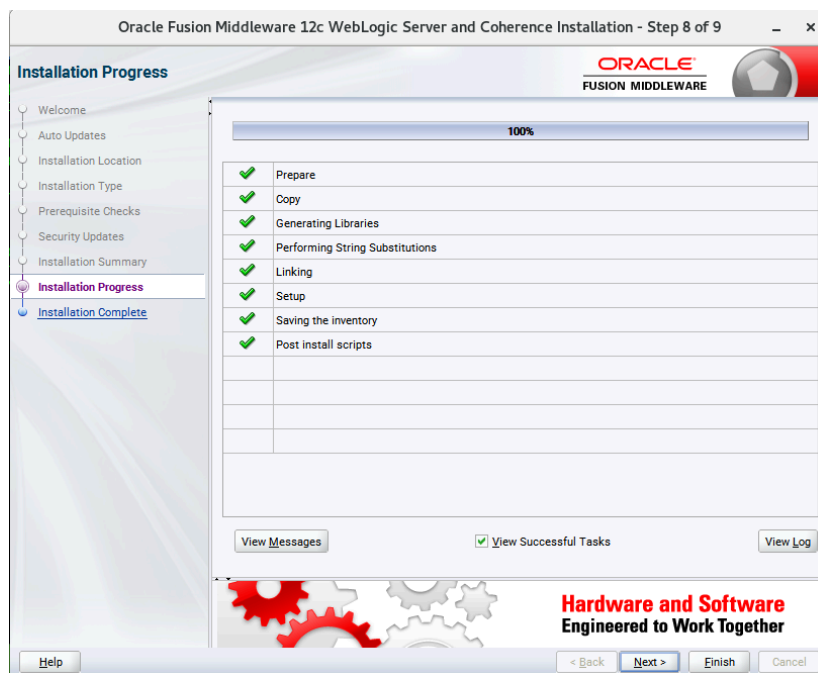 Oracle Fusion Middleware 12c WebLogic Server and Coherence Installation - Step 8 of 9
Installation Progress
ORACLE
FUSION MIDDLEWARE
Welcome
Auto Updates
Installation Location
Installation Type
Prerequisite Checks
Security Updates
Installation Summary
Installation Progress
Installation Complete
100%
Prepare
Copy
Generating Libraries
Performing String Substitutions
Linking
Setup
Saving the inventory
Post install scripts
View Messages
View Successful Tasks
View Log
Hardware and Software
Engineered to Work Together
Help
< Back
Next >
Finish
Cancel